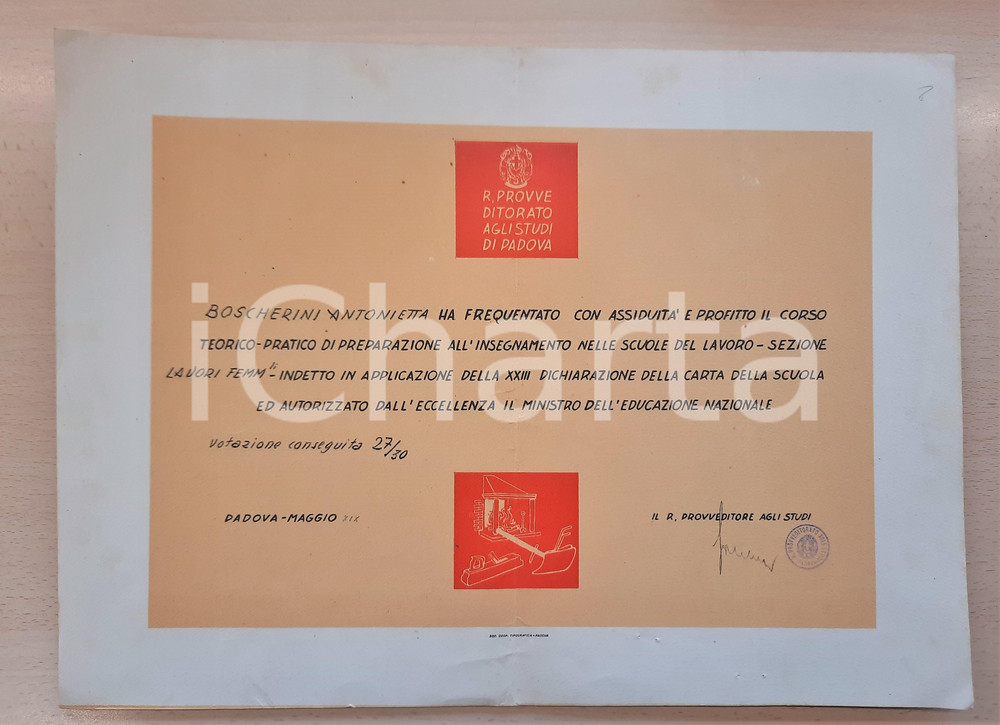 R. PROVVE
DITORATO
AGLI STUDI
DI PADOVA
BOSCHERINI ANTONIETTA HA FREQUENTATO CON ASSIDUITA' E PROFITTO IL CORSO
TEORICO-PRATICO DI PREPARAZIONE ALL'INSEGNAMENTO NELLE SCUOLE DEL LAVORO - SEZIONE
LAVORI FEMM.li - INDETTO IN APPLICAZIONE DELLA XXIII DICHIARAZIONE DELLA CARTA DELLA SCUOLA
ED AUTORIZZATO DALL'ECCELLENZA IL MINISTRO DELL'EDUCAZIONE NAZIONALE
Votazione conseguita 27/30
PADOVA - MAGGIO XIX
IL R. PROVVEDITORE AGLI STUDI
iCharta